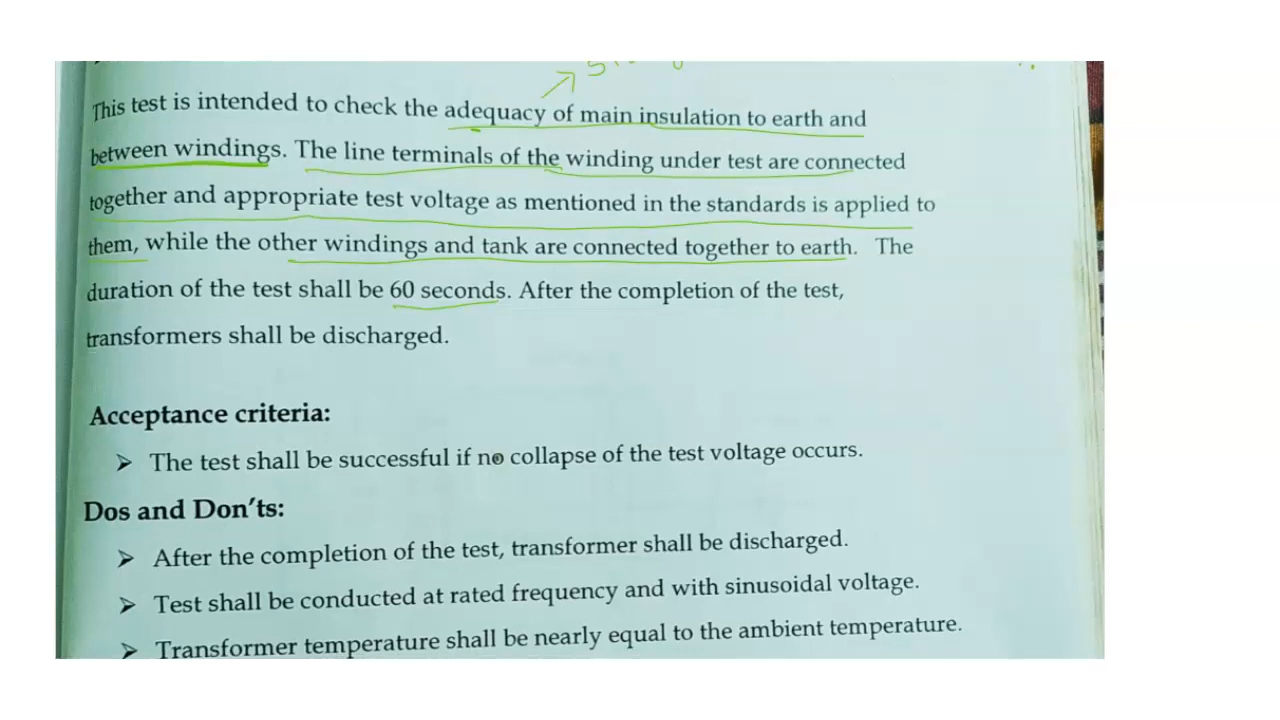 This test is intended to check the adequacy of main insulation to earth and
between windings. The line terminals of the winding under test are connected
together and appropriate test voltage as mentioned in the standards is applied to
them, while the other windings and tank are connected together to earth. The
duration of the test shall be 60 seconds. After the completion of the test,
transformers shall be discharged.
Acceptance criteria:
➢ The test shall be successful if no collapse of the test voltage occurs.
Dos and Don'ts:
➢ After the completion of the test, transformer shall be discharged.
➢ Test shall be conducted at rated frequency and with sinusoidal voltage.
➢ Transformer temperature shall be nearly equal to the ambient temperature.